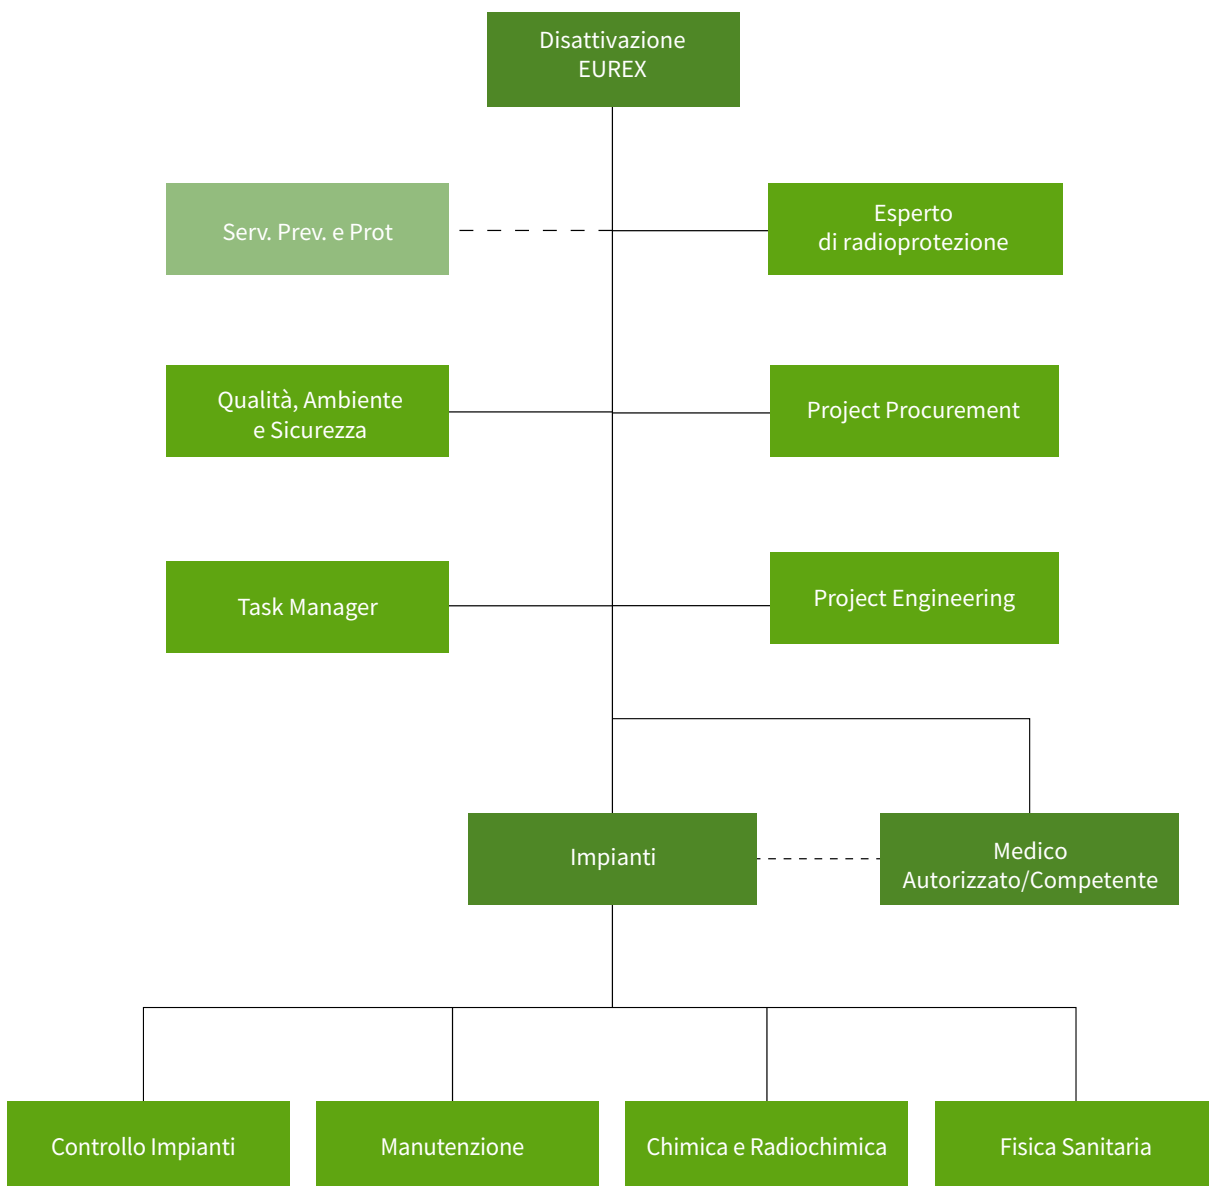 Disattivazione
EUREX
Serv. Prev. e Prot
Esperto
di radioprotezione
Qualità, Ambiente
e Sicurezza
Project Procurement
Task Manager
Project Engineering
Impianti
Medico
Autorizzato/Competente
Controllo Impianti
Manutenzione
Chimica e Radiochimica
Fisica Sanitaria